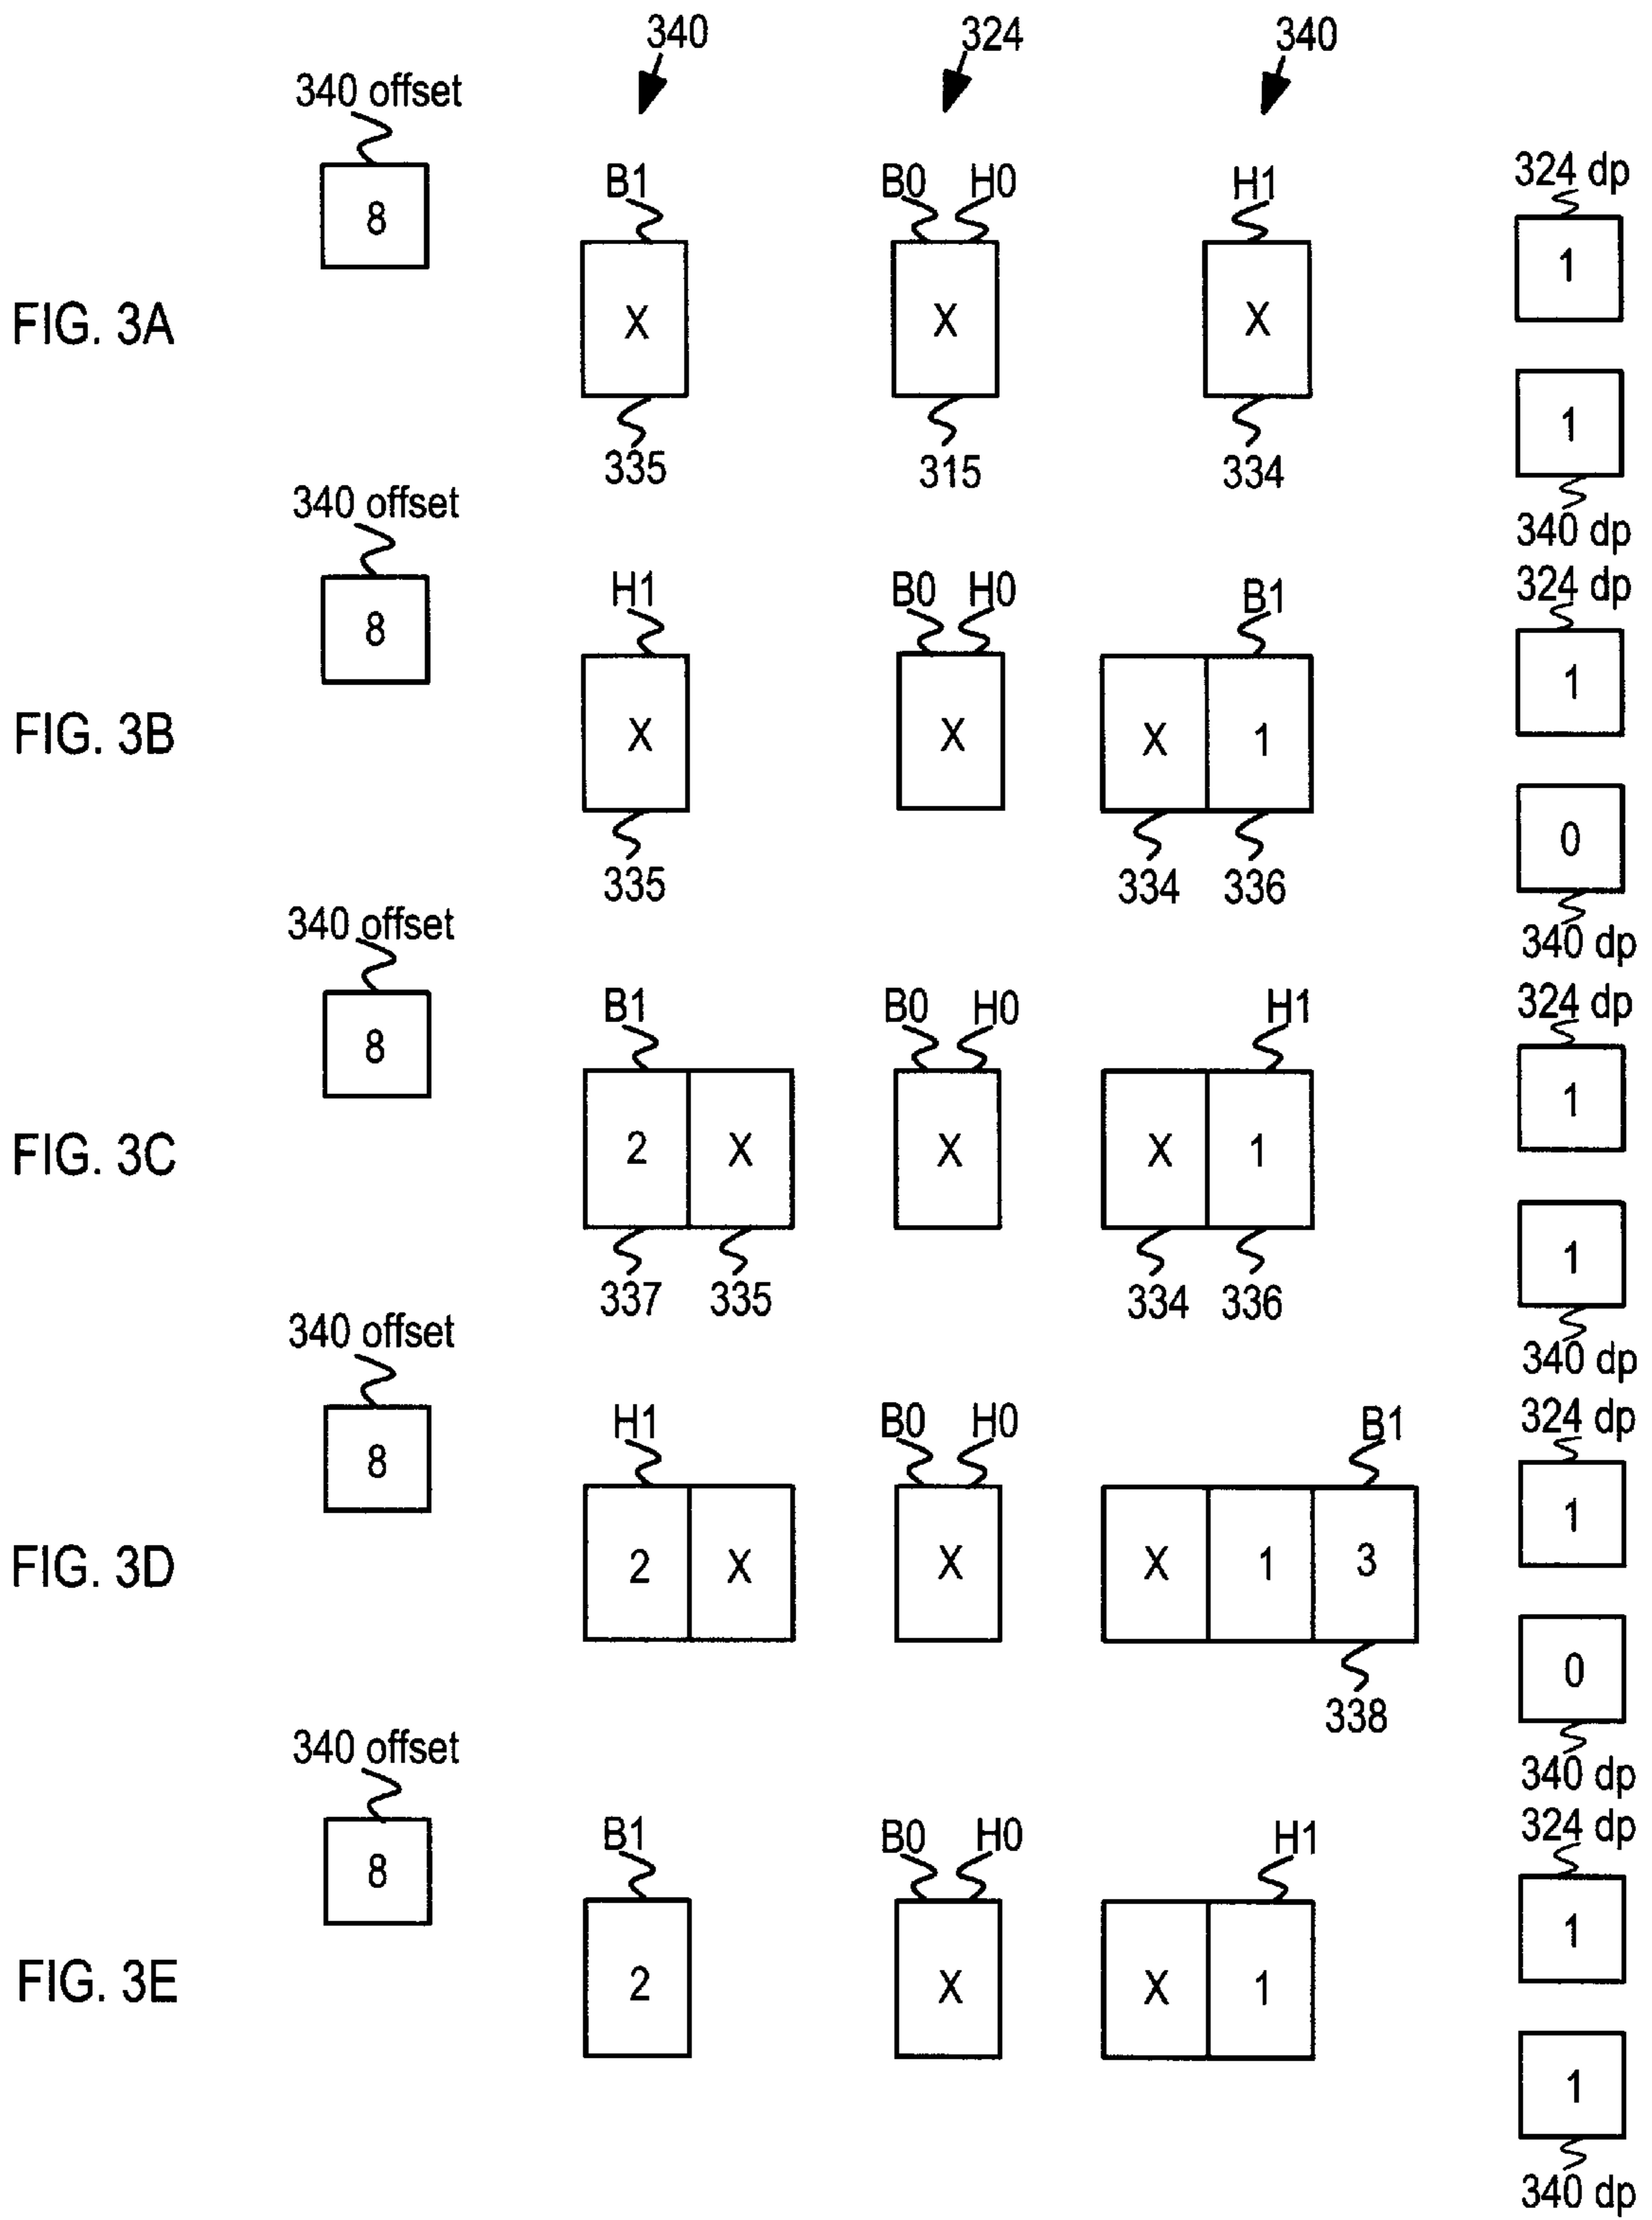 340 324 340
340 offset
8
B1 B0 H0 H1
324 dp
1
FIG. 3A
X X X
1
335 315 334
340 dp
340 offset
8
H1 B0 H0 B1
324 dp
1
FIG. 3B
X X X 1
0
335 334 336
340 dp
340 offset
8
B1 B0 H0 H1
324 dp
1
FIG. 3C
2 X X X 1
1
337 335 334 336
340 dp
340 offset
8
H1 B0 H0 B1
324 dp
1
FIG. 3D
2 X X X 1 3
0
338
340 dp
340 offset
8
B1 B0 H0 H1
324 dp
1
FIG. 3E
2 X X 1
1
340 dp